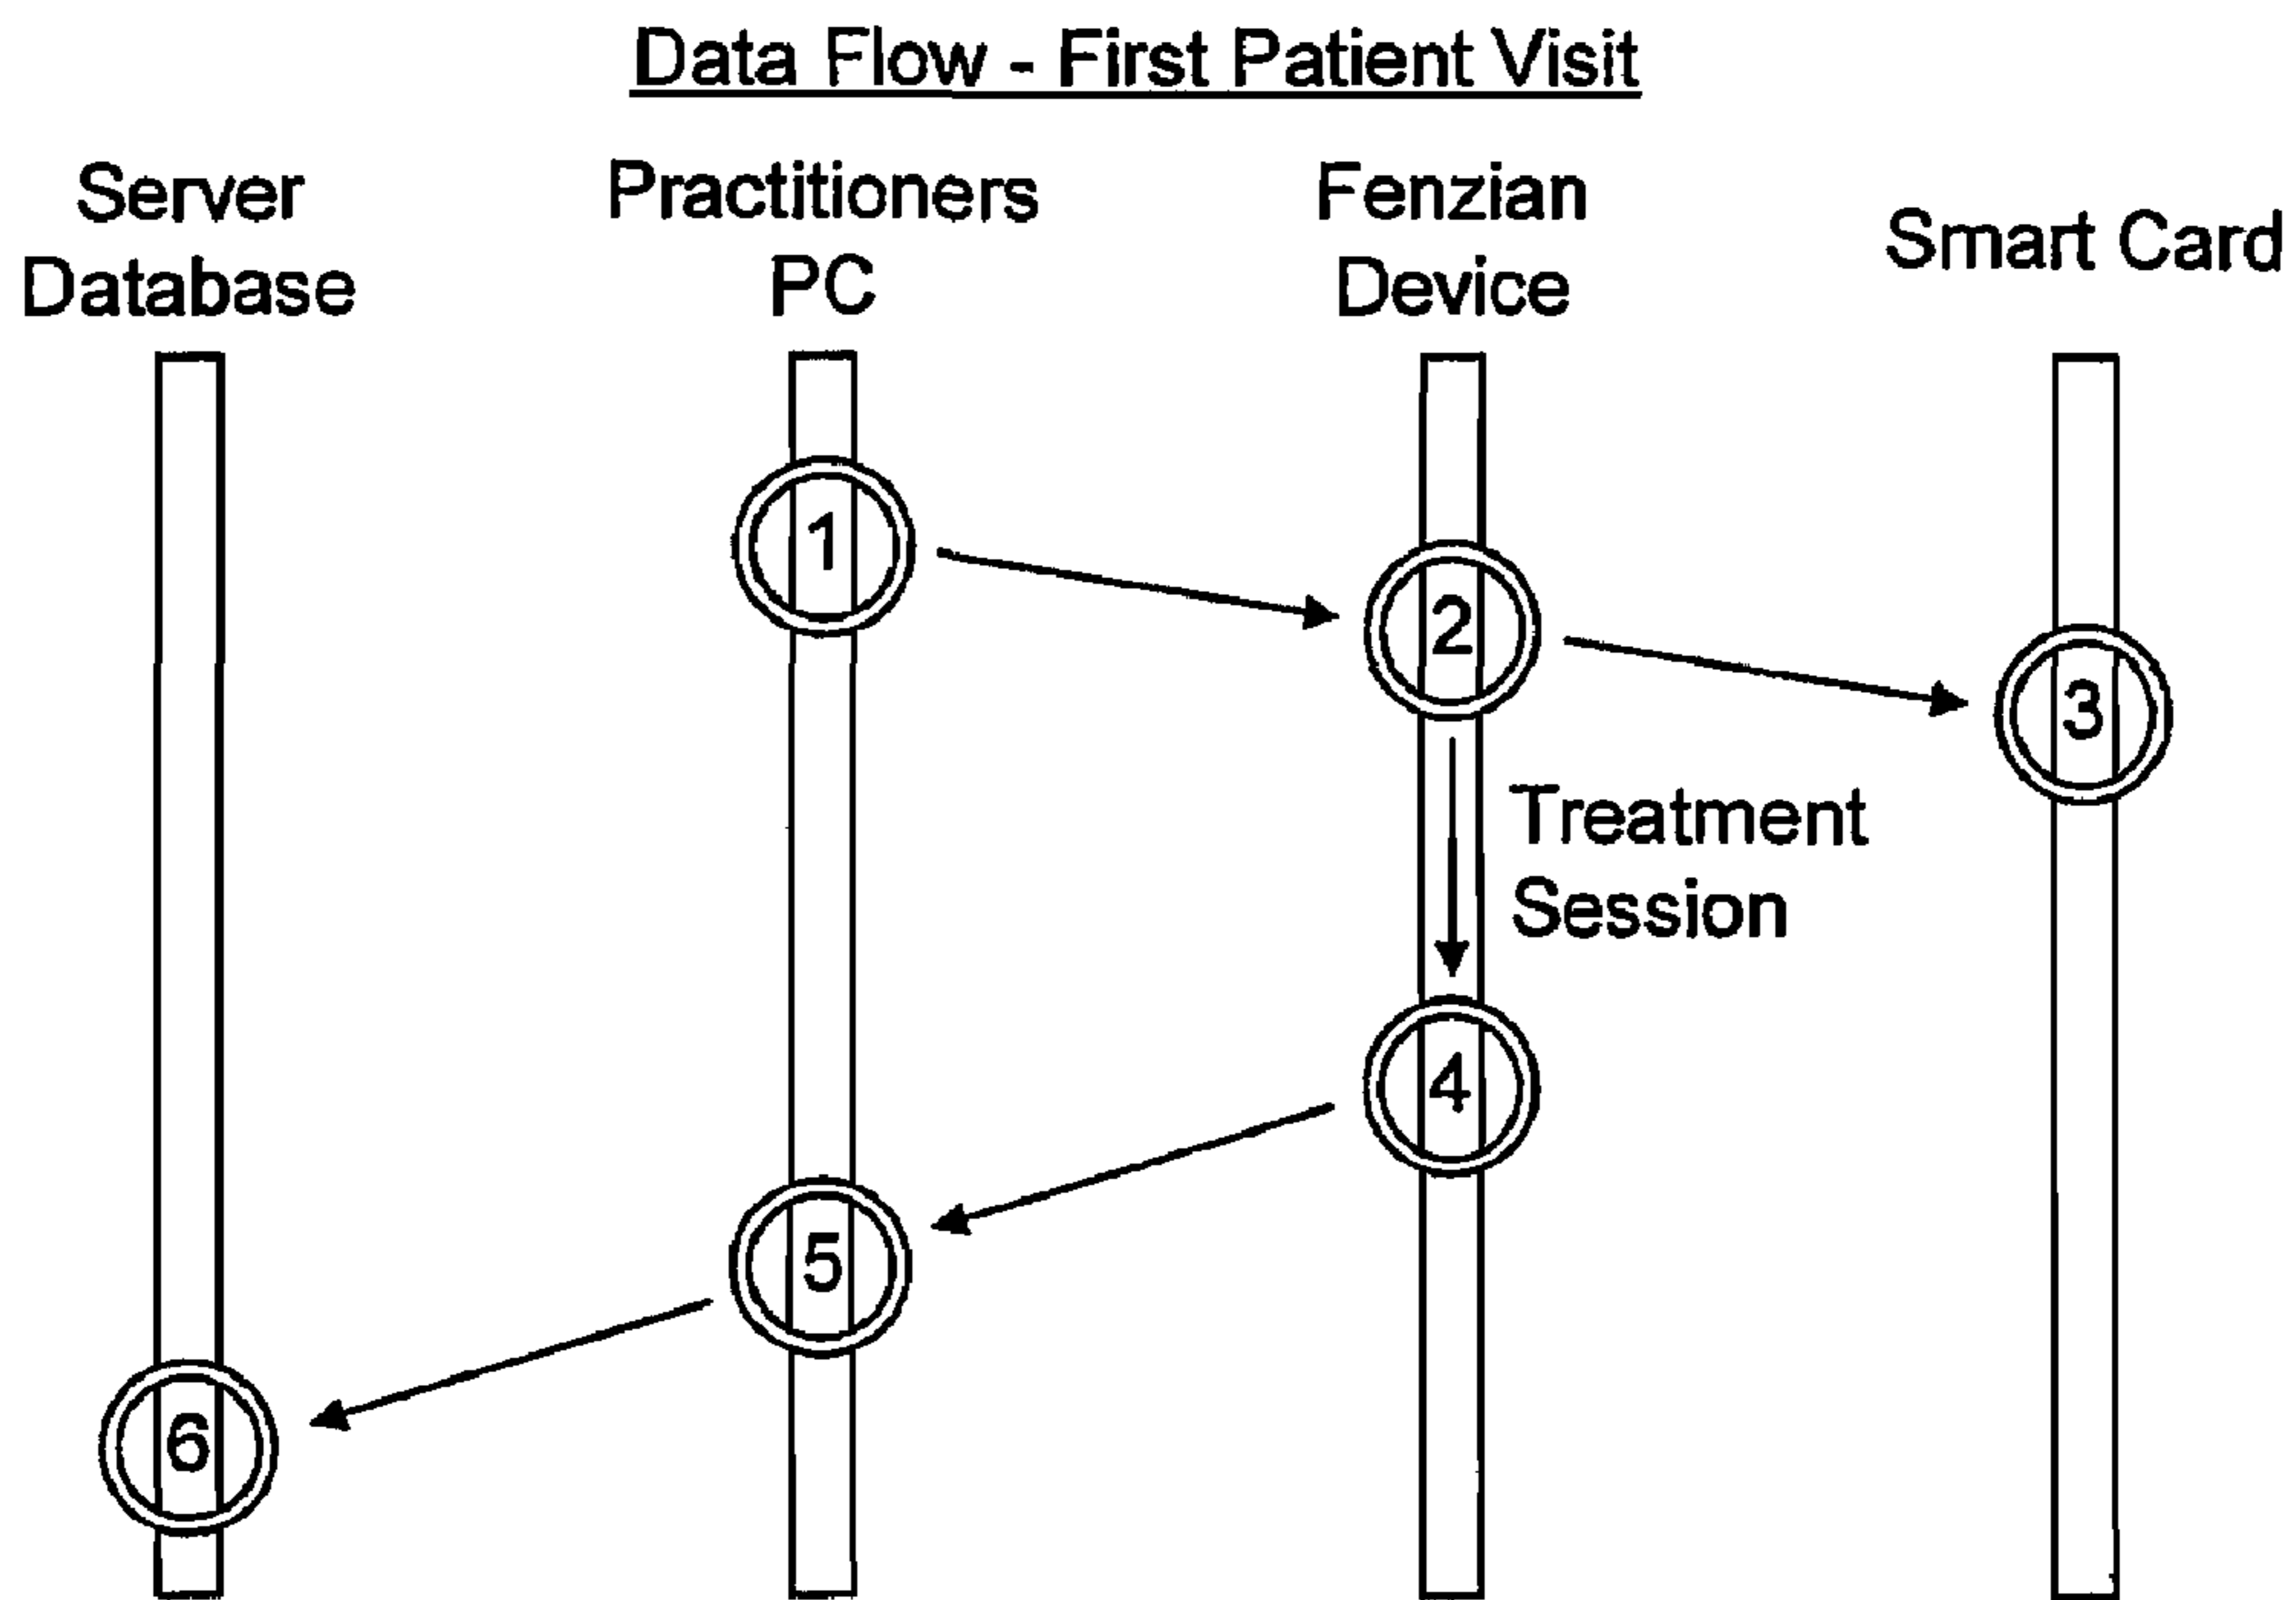 Data Flow - First Patient Visit
Server
Database
Practitioners
PC
Fenzian
Device
Smart Card
1
2
3
Treatment
Session
4
5
6